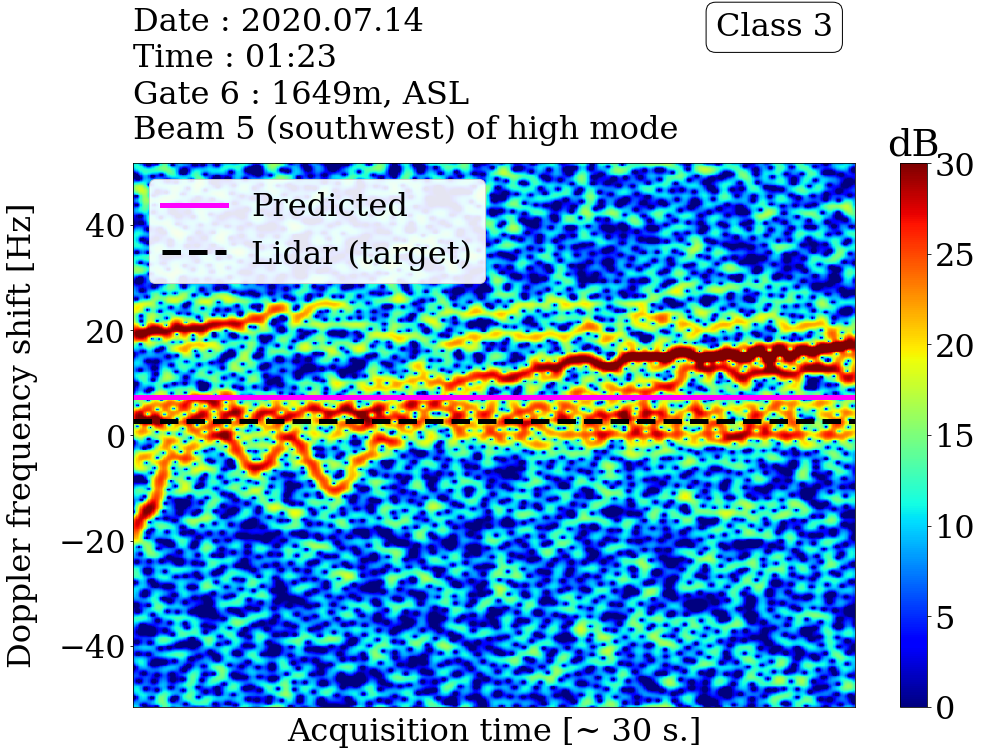 Date : 2020.07.14
Time : 01:23
Gate 6 : 1649m, ASL
Beam 5 (southwest) of high mode
Class 3
dB
Predicted
Lidar (target)
Doppler frequency shift [Hz]
40
20
0
−20
−40
30
25
20
15
10
5
0
Acquisition time [~ 30 s.]